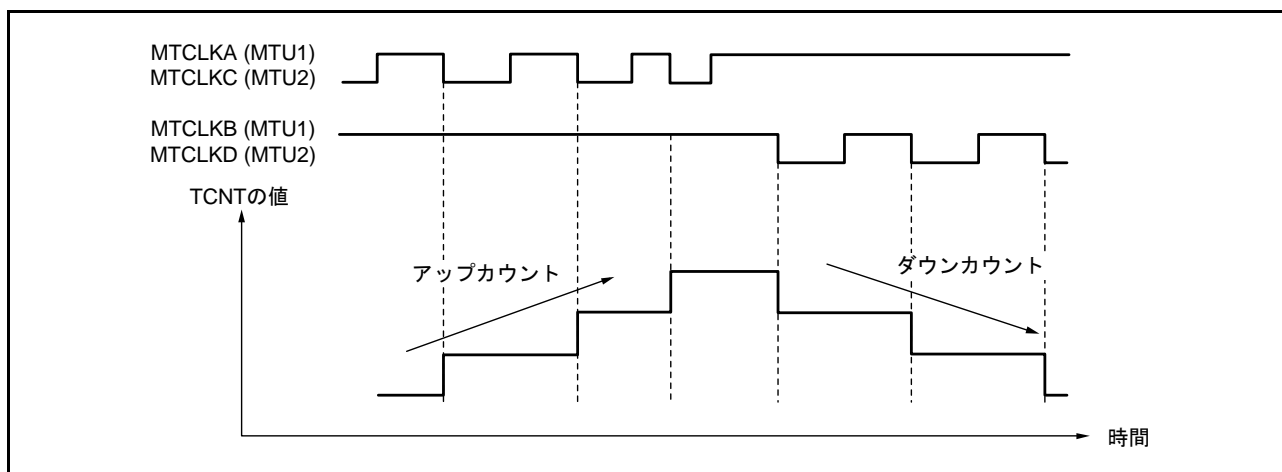 MTCLKA (MTU1)
MTCLKC (MTU2)
MTCLKB (MTU1)
MTCLKD (MTU2)
TCNTの値
アップカウント
ダウンカウント
時間